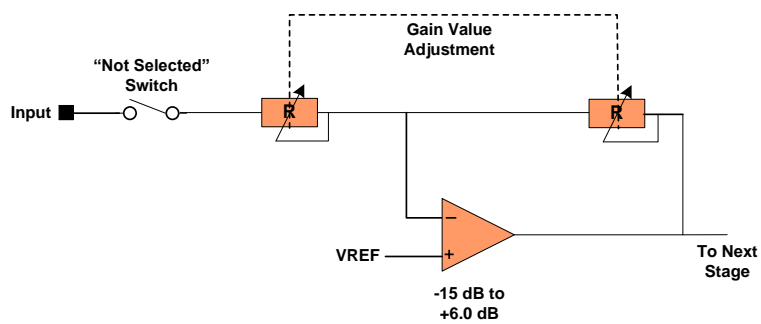 Gain Value
Adjustment
“Not Selected”
Switch
Input
R
R
−
+
VREF
To Next
Stage
-15 dB to
+6.0 dB